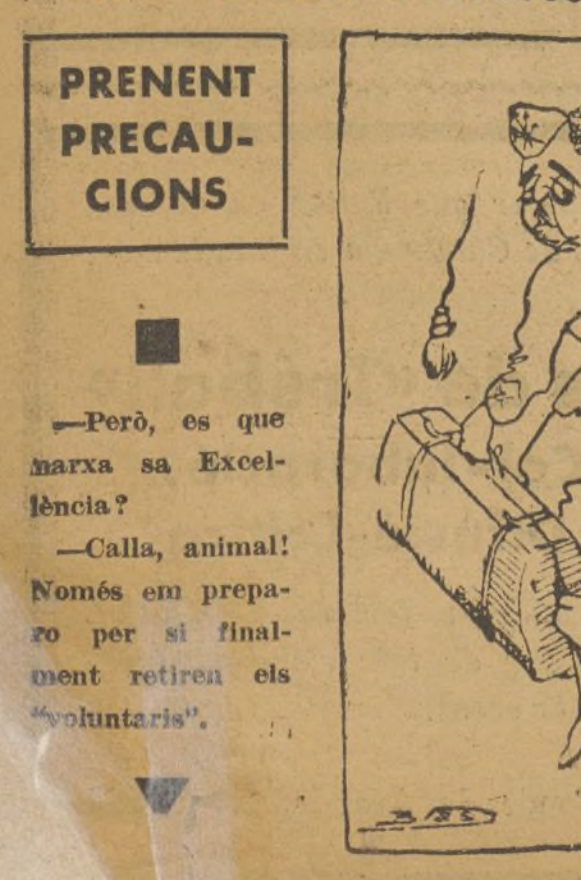 PRENENT
PRECAU-
CIONS
—Però, es que
marxa sa Excel-
lència?
—Calla, animal!
Només em prepa-
ro per si final-
ment retiren els
"voluntaris".